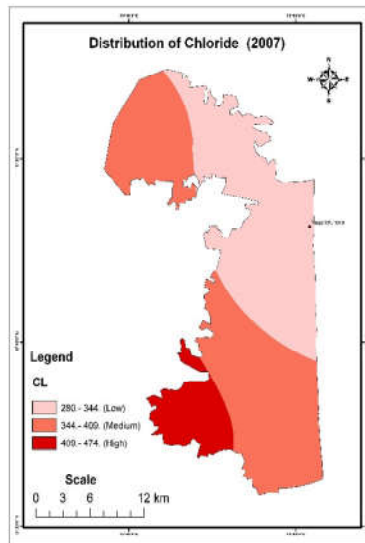 Distribution of Chloride (2007)
N
W E
S
Legend
CL
280.- 344. (Low)
344.- 409. (Medium)
409.- 474. (High)
Scale
0 3 6 12 km